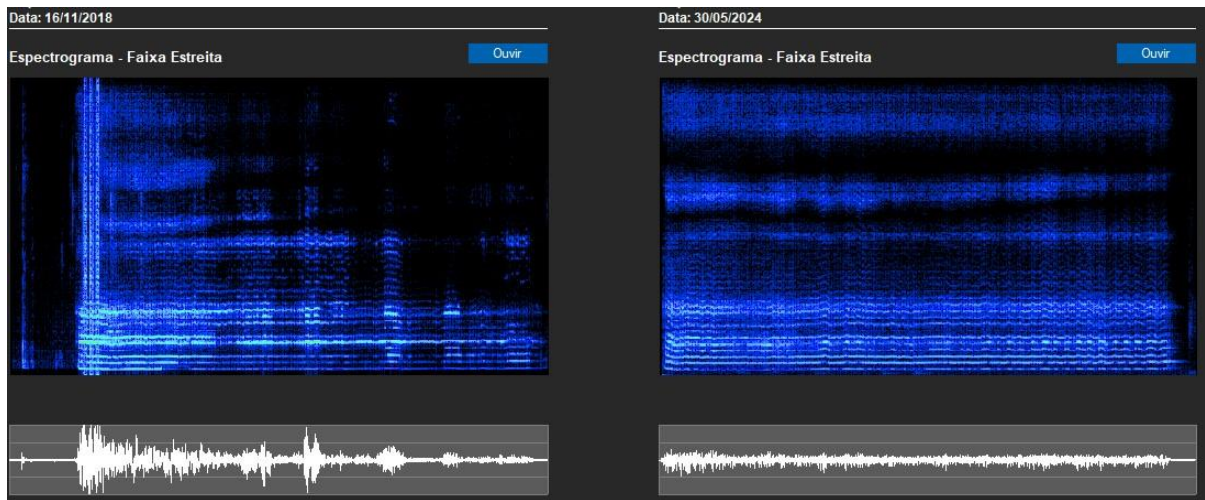 Data: 16/11/2018
Espectrograma - Faixa Estreita
Ouvir
Data: 30/05/2024
Espectrograma - Faixa Estreita
Ouvir